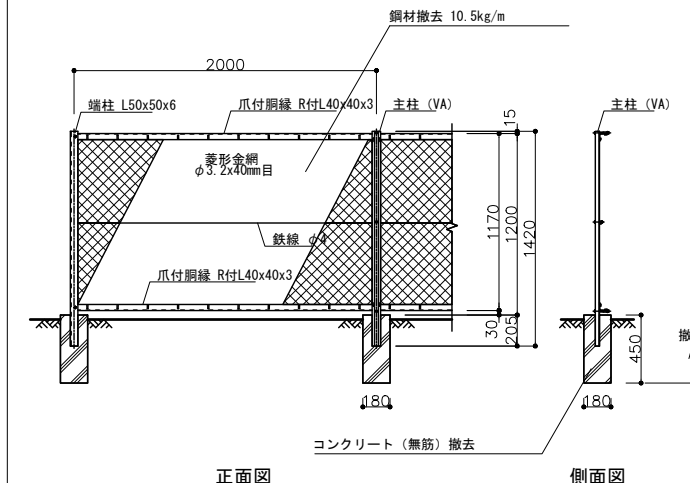 鋼材撤去 10.5kg/m
2000
端柱 L50x50x6
爪付胴縁 R付L40x40x3
主柱 (VA)
15
主柱 (VA)
菱形金網
φ3.2x40mm目
1170
1200
1420
鉄線 φ4
爪付胴縁 R付L40x40x3
30
205
450
撤
180
180
コンクリート (無筋) 撤去
正面図
側面図